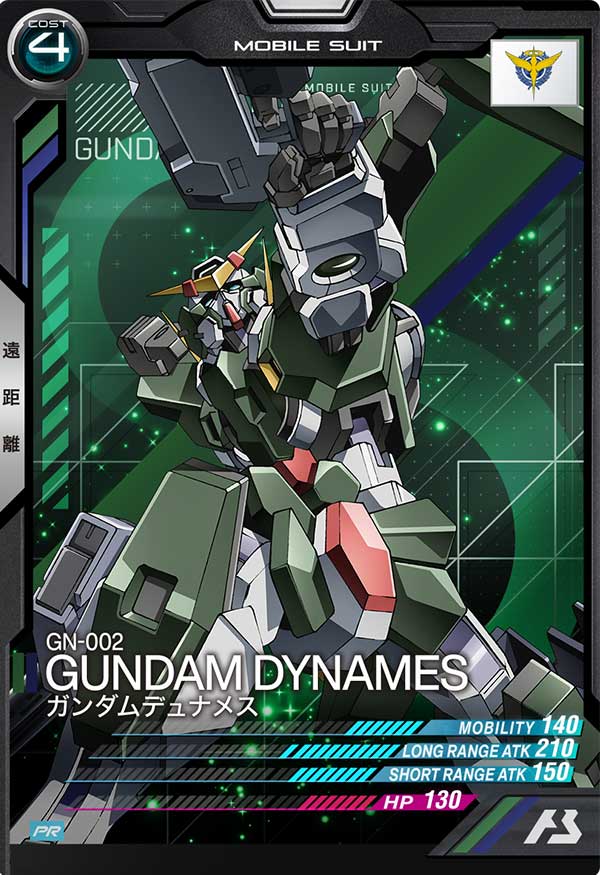 COST
4
MOBILE SUIT
MOBILE SUIT
GUNDA
遠距離
GN-002
GUNDAM DYNAMES
ガンダムデュナメス
MOBILITY 140
LONG RANGE ATK 210
SHORT RANGE ATK 150
HP 130
PR